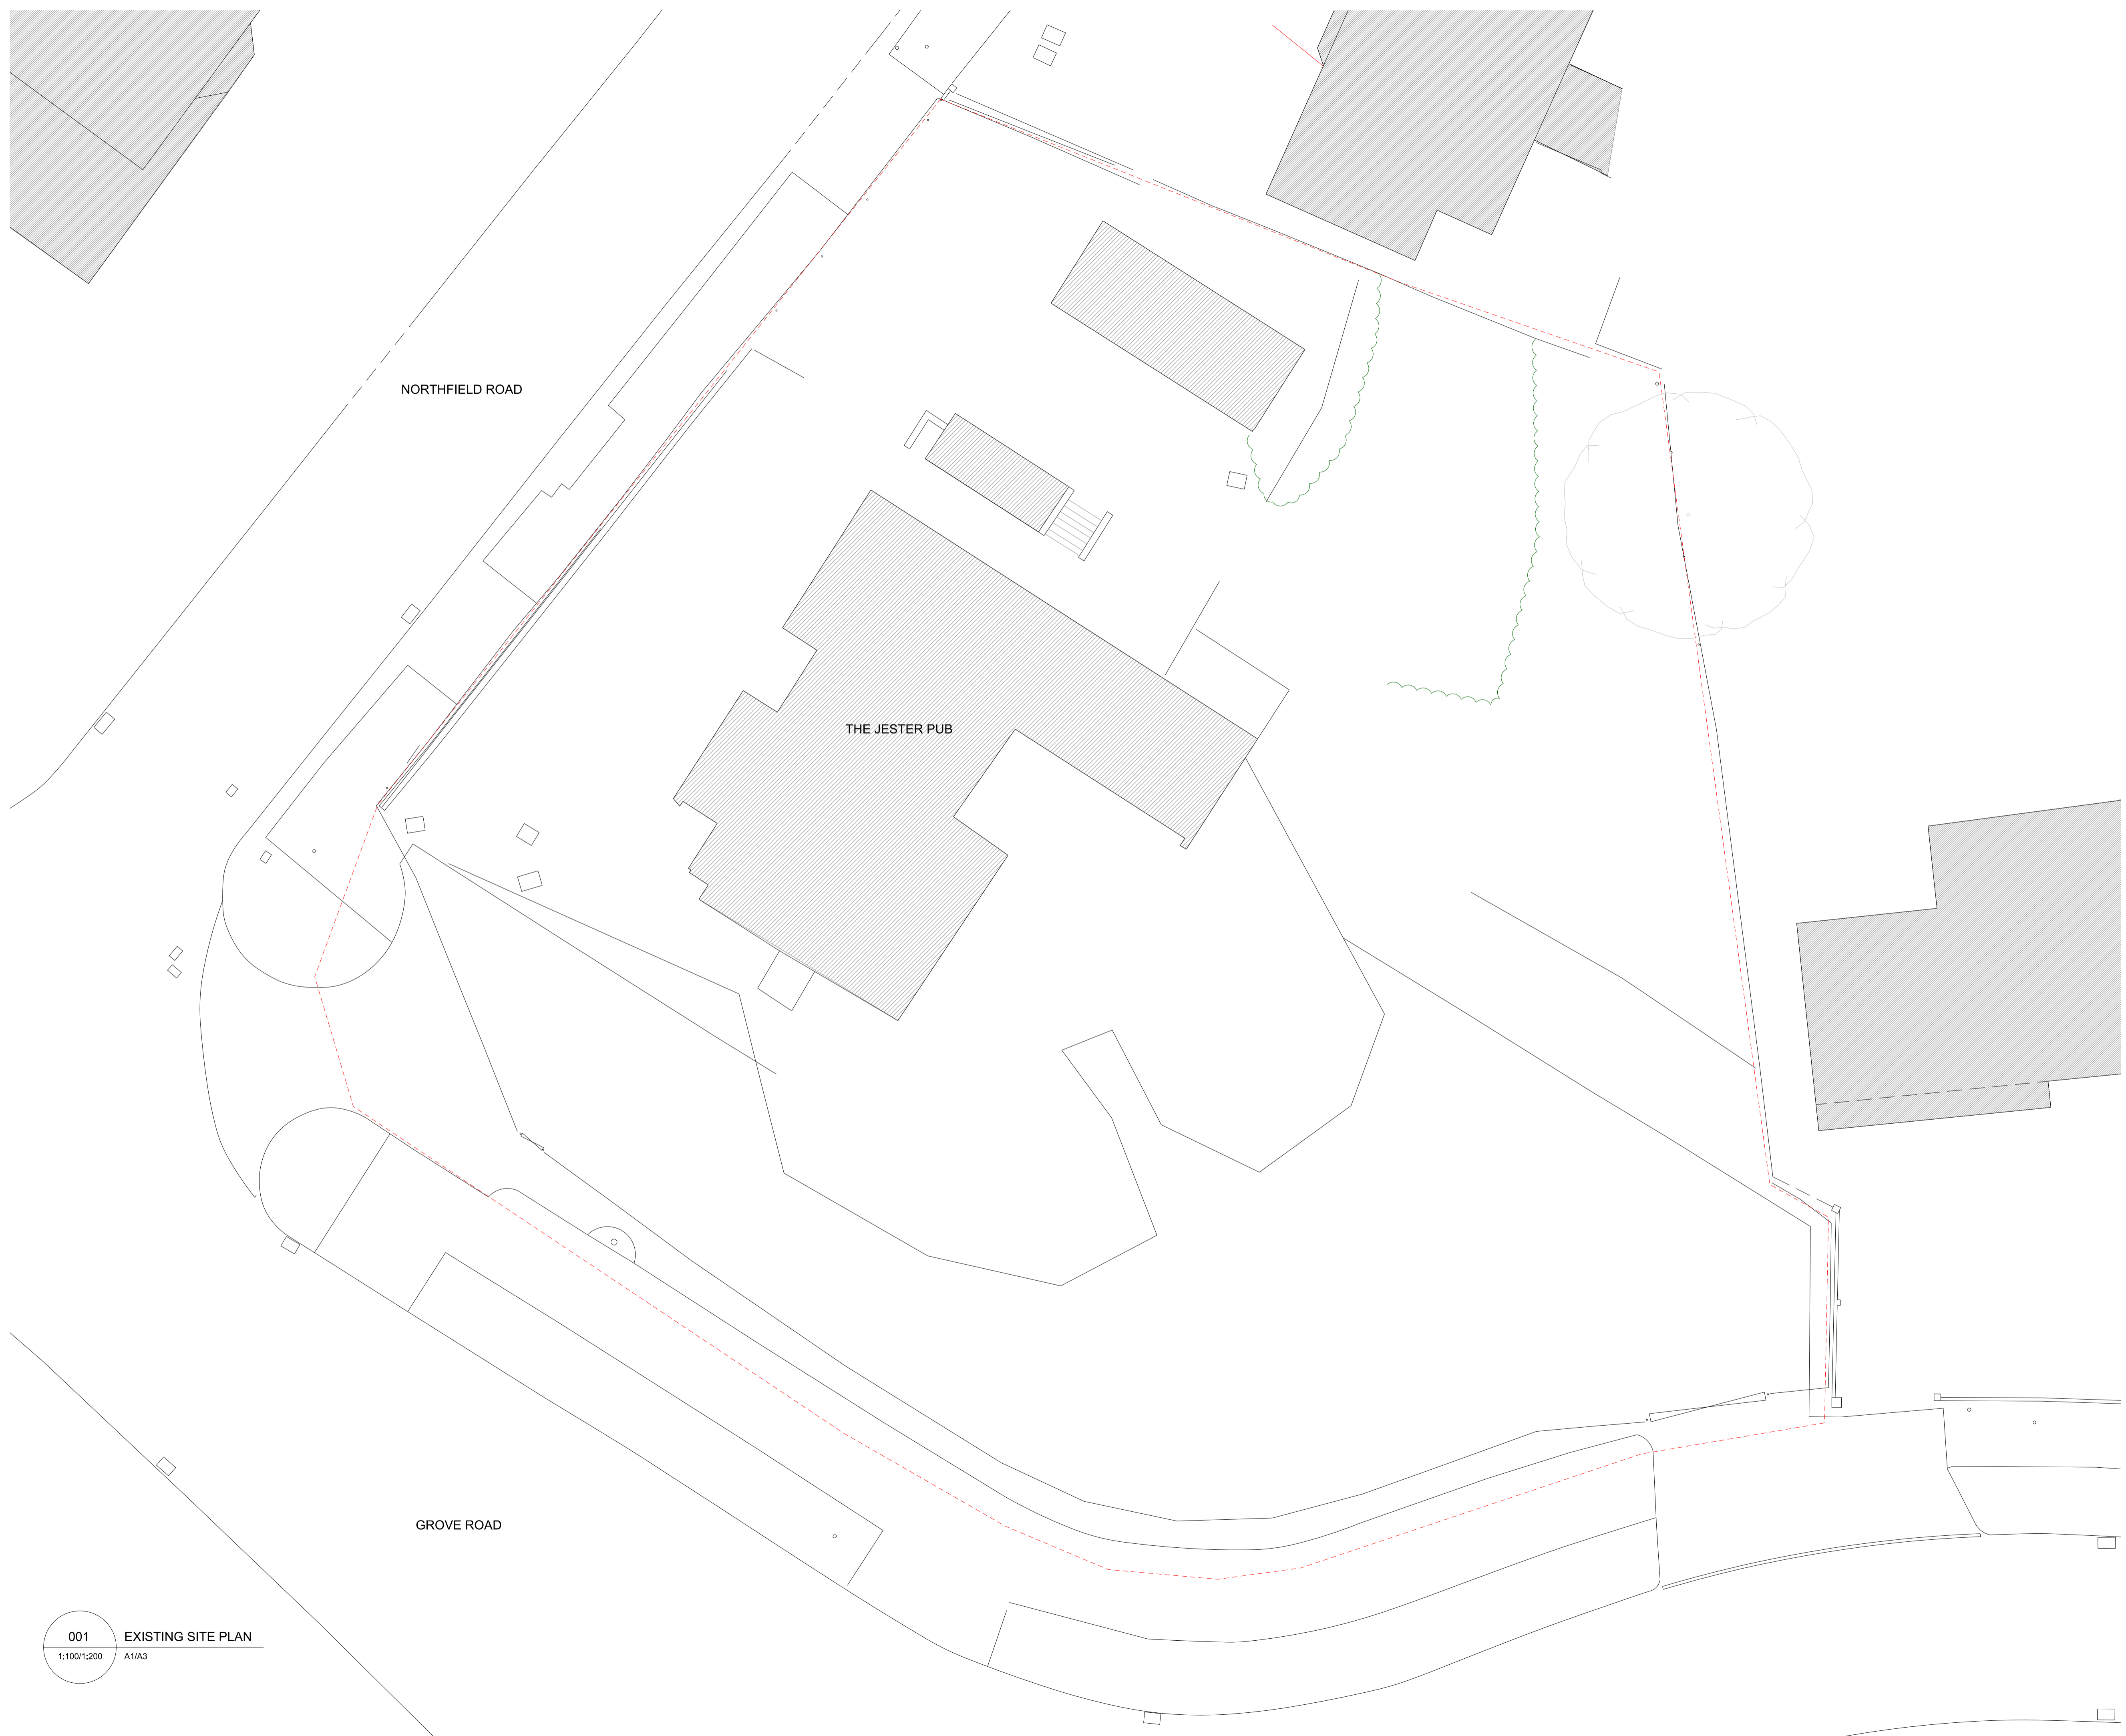 NORTHFIELD ROAD
THE JESTER PUB
GROVE ROAD
001
EXISTING SITE PLAN
1:100/1:200
A1/A3